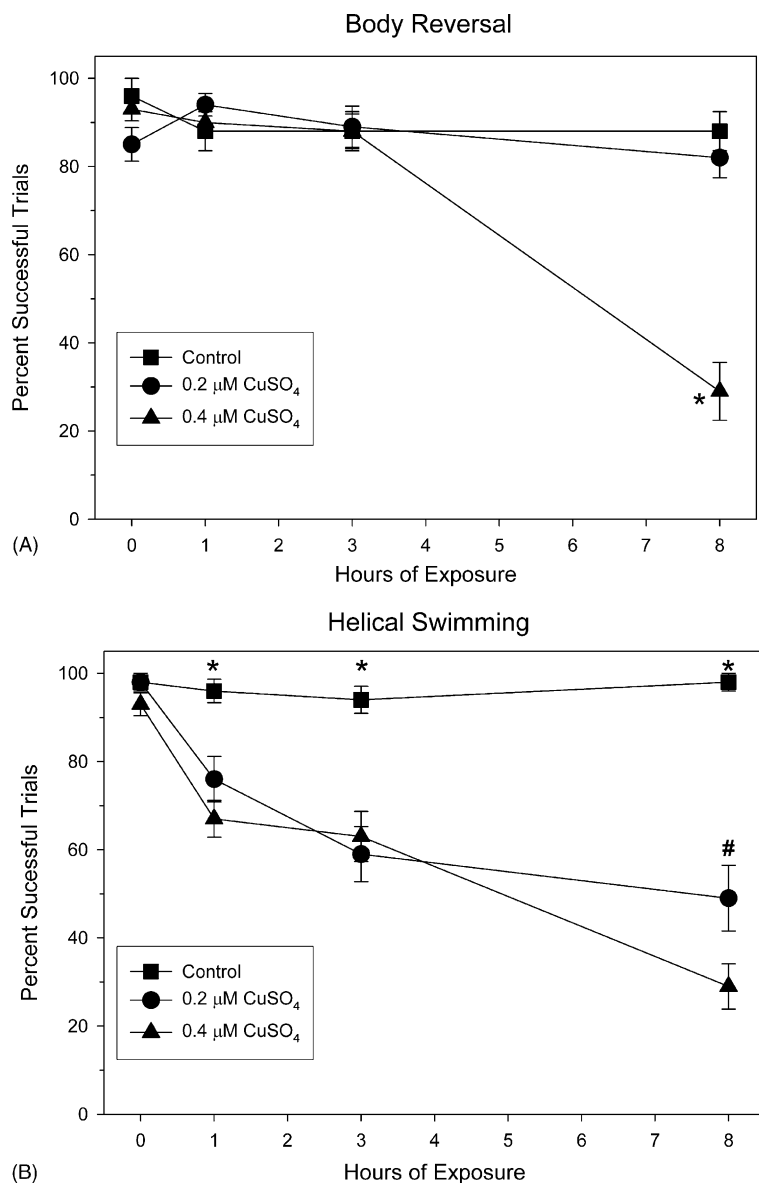 Body Reversal
100
80
60
40
20
0
Percent Successful Trials
Control
0.2 μM CuSO4
0.4 μM CuSO4
*
0 1 2 3 4 5 6 7 8
Hours of Exposure
(A)
Helical Swimming
100
80
60
40
20
0
Percent Sucessful Trials
* * *
#
Control
0.2 μM CuSO4
0.4 μM CuSO4
0 1 2 3 4 5 6 7 8
Hours of Exposure
(B)